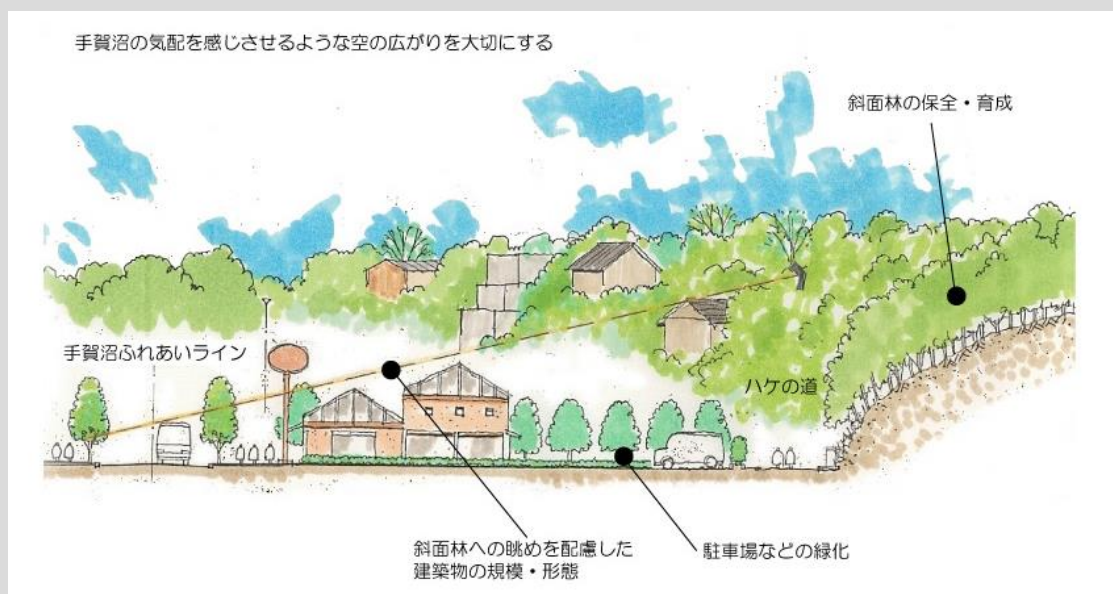 手賀沼の気配を感じさせるような空の広がりを大切にする
斜面林の保全・育成
手賀沼ふれあいライン
ハケの道
斜面林への眺めを配慮した
建築物の規模・形態
駐車場などの緑化